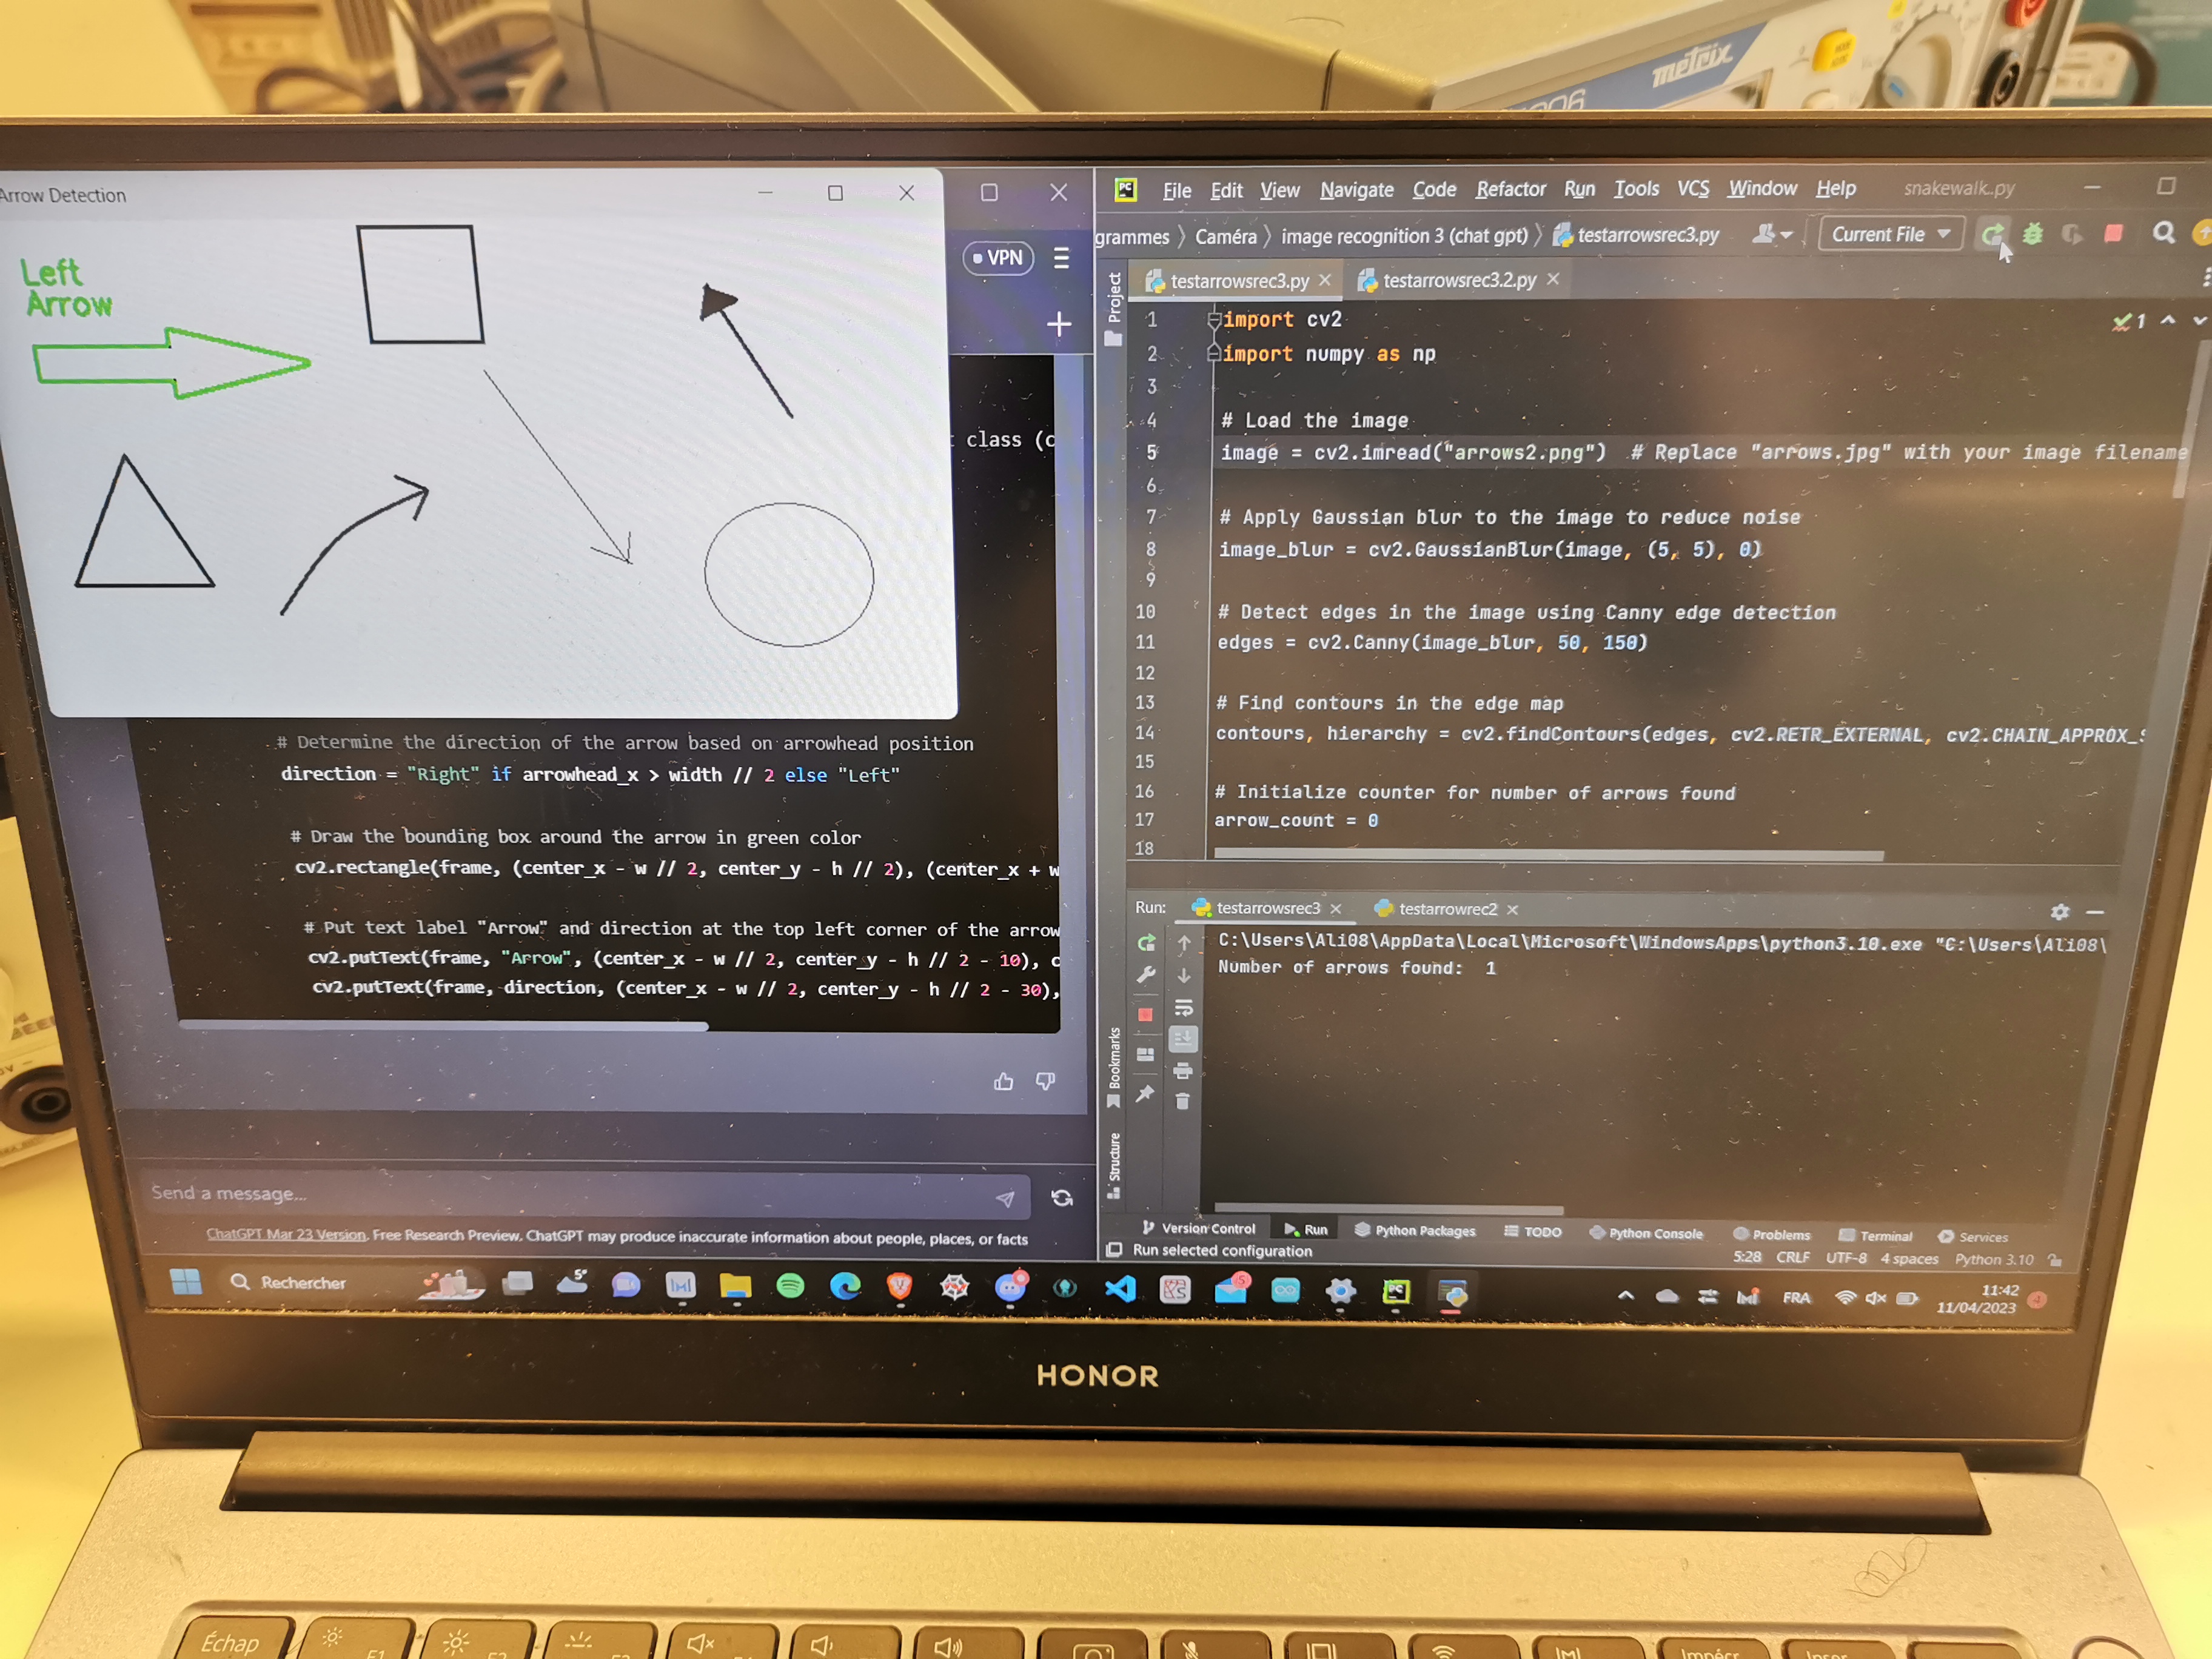 metrix
Arrow Detection
Left
Arrow
VPN
class (c
# Determine the direction of the arrow based on arrowhead position
direction = "Right" if arrowhead_x > width // 2 else "Left"
# Draw the bounding box around the arrow in green color
cv2.rectangle(frame, (center_x - w // 2, center_y - h // 2), (center_x + w
# Put text label "Arrow" and direction at the top left corner of the arrow
cv2.putText(frame, "Arrow", (center_x - w // 2, center_y - h // 2 - 10), c
cv2.putText(frame, direction, (center_x - w // 2, center_y - h // 2 - 30),
Send a message...
ChatGPT Mar 23 Version. Free Research Preview. ChatGPT may produce inaccurate information about people, places, or facts
PC File Edit View Navigate Code Refactor Run Tools VCS Window Help snakewalk..py
grammes Caméra image recognition 3 (chat gpt) testarrowsrec3.py Current File
testarrowsrec3.py testarrowsrec3.2.py
Project
1 import cv2
2 import numpy as np
3
4 # Load the image
5 image = cv2.imread("arrows2.png") # Replace "arrows.jpg" with your image filename
6
7 # Apply Gaussian blur to the image to reduce noise
8 image_blur = cv2.GaussianBlur(image, (5, 5), 0)
9
10 # Detect edges in the image using Canny edge detection
11 edges = cv2.Canny(image_blur, 50, 150)
12
13 # Find contours in the edge map
14 contours, hierarchy = cv2.findContours(edges, cv2.RETR_EXTERNAL, cv2.CHAIN_APPROX_S
15
16 # Initialize counter for number of arrows found
17 arrow_count = 0
18
1
Run: testarrowsrec3 testarrowrec2
C:\Users\Ali08\AppData\Local\Microsoft\WindowsApps\python3.10.exe "C:\Users\Ali08\
Number of arrows found: 1
Bookmarks
Structure
Version Control Run Python Packages TODO Python Console Problems Terminal Services
Run selected configuration 5:28 CRLF UTF-8 4 spaces Python 3.10
Rechercher 5° FRA 11:42
11/04/2023 4
HONOR
Échap F1